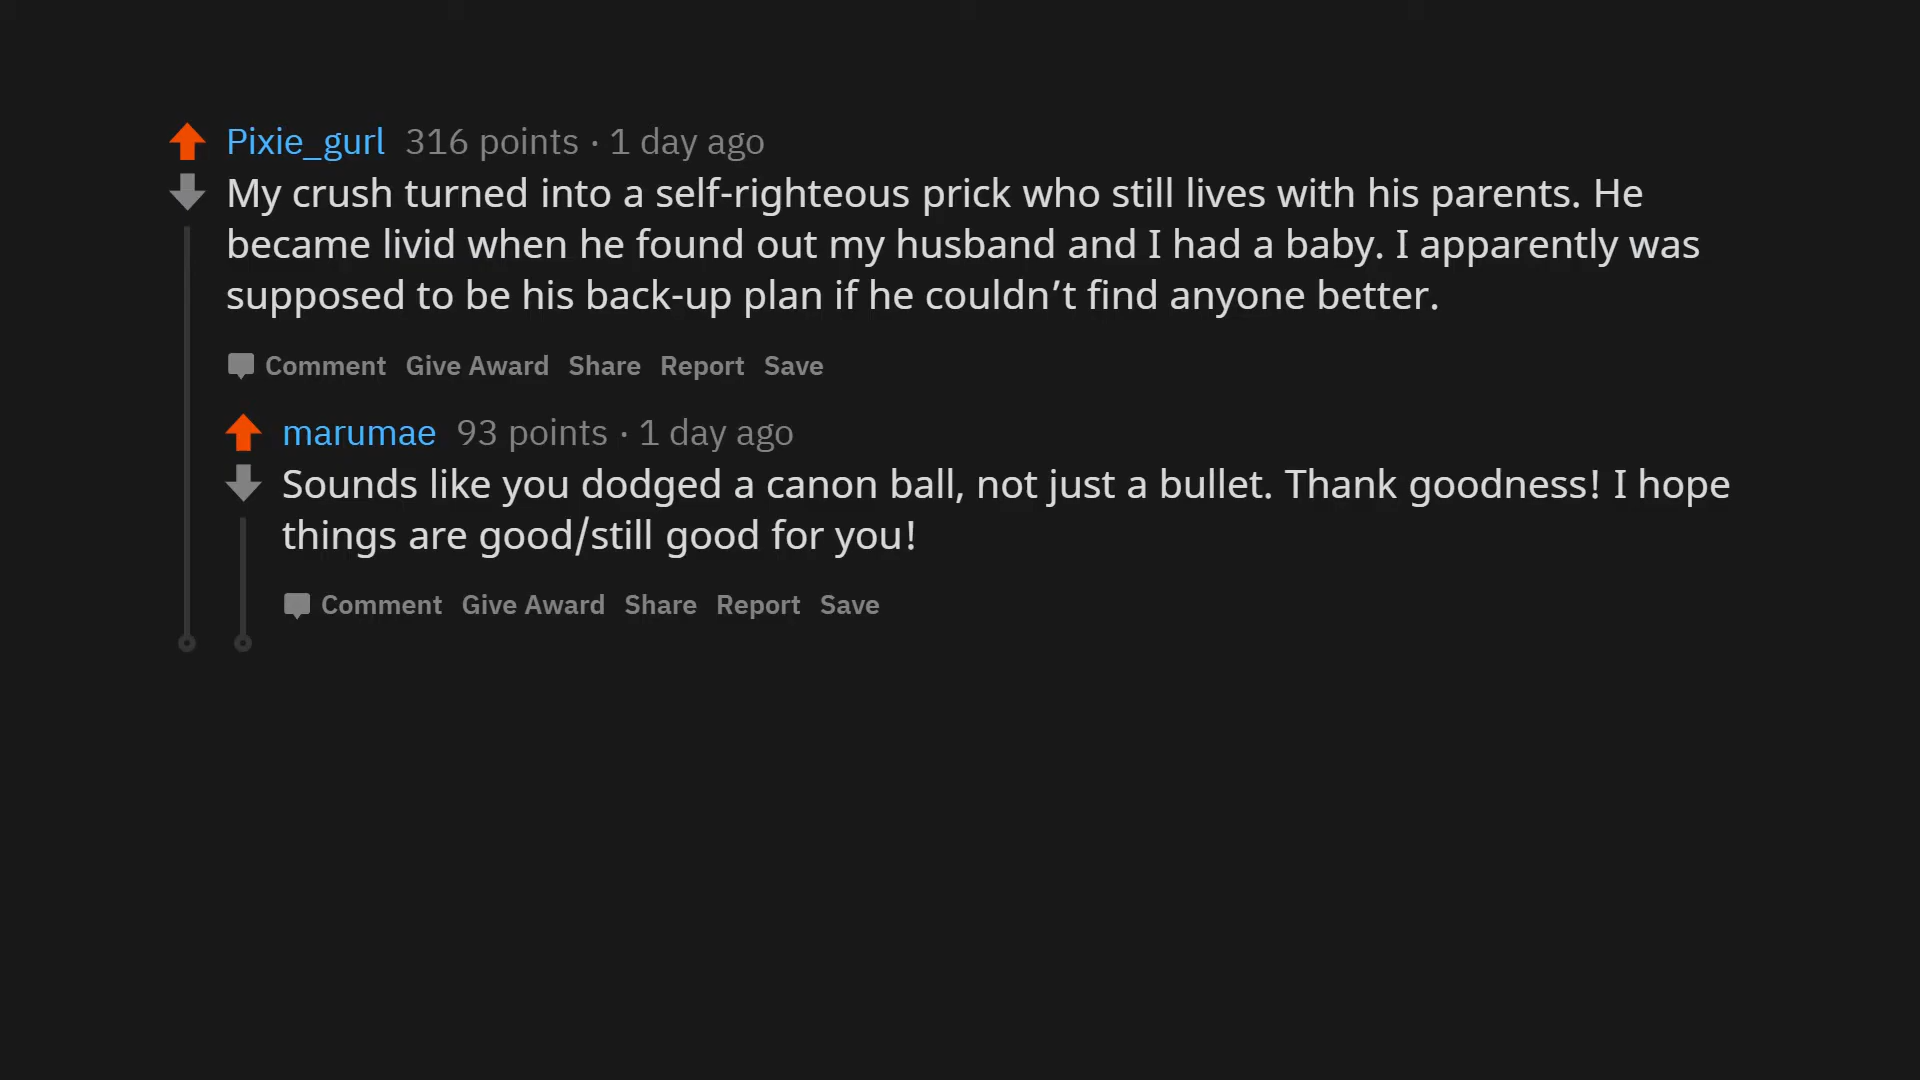 Pixie_gurl 316 points · 1 day ago
My crush turned into a self-righteous prick who still lives with his parents. He
became livid when he found out my husband and I had a baby. I apparently was
supposed to be his back-up plan if he couldn’t find anyone better.
Comment Give Award Share Report Save
marumae 93 points · 1 day ago
Sounds like you dodged a canon ball, not just a bullet. Thank goodness! I hope
things are good/still good for you!
Comment Give Award Share Report Save